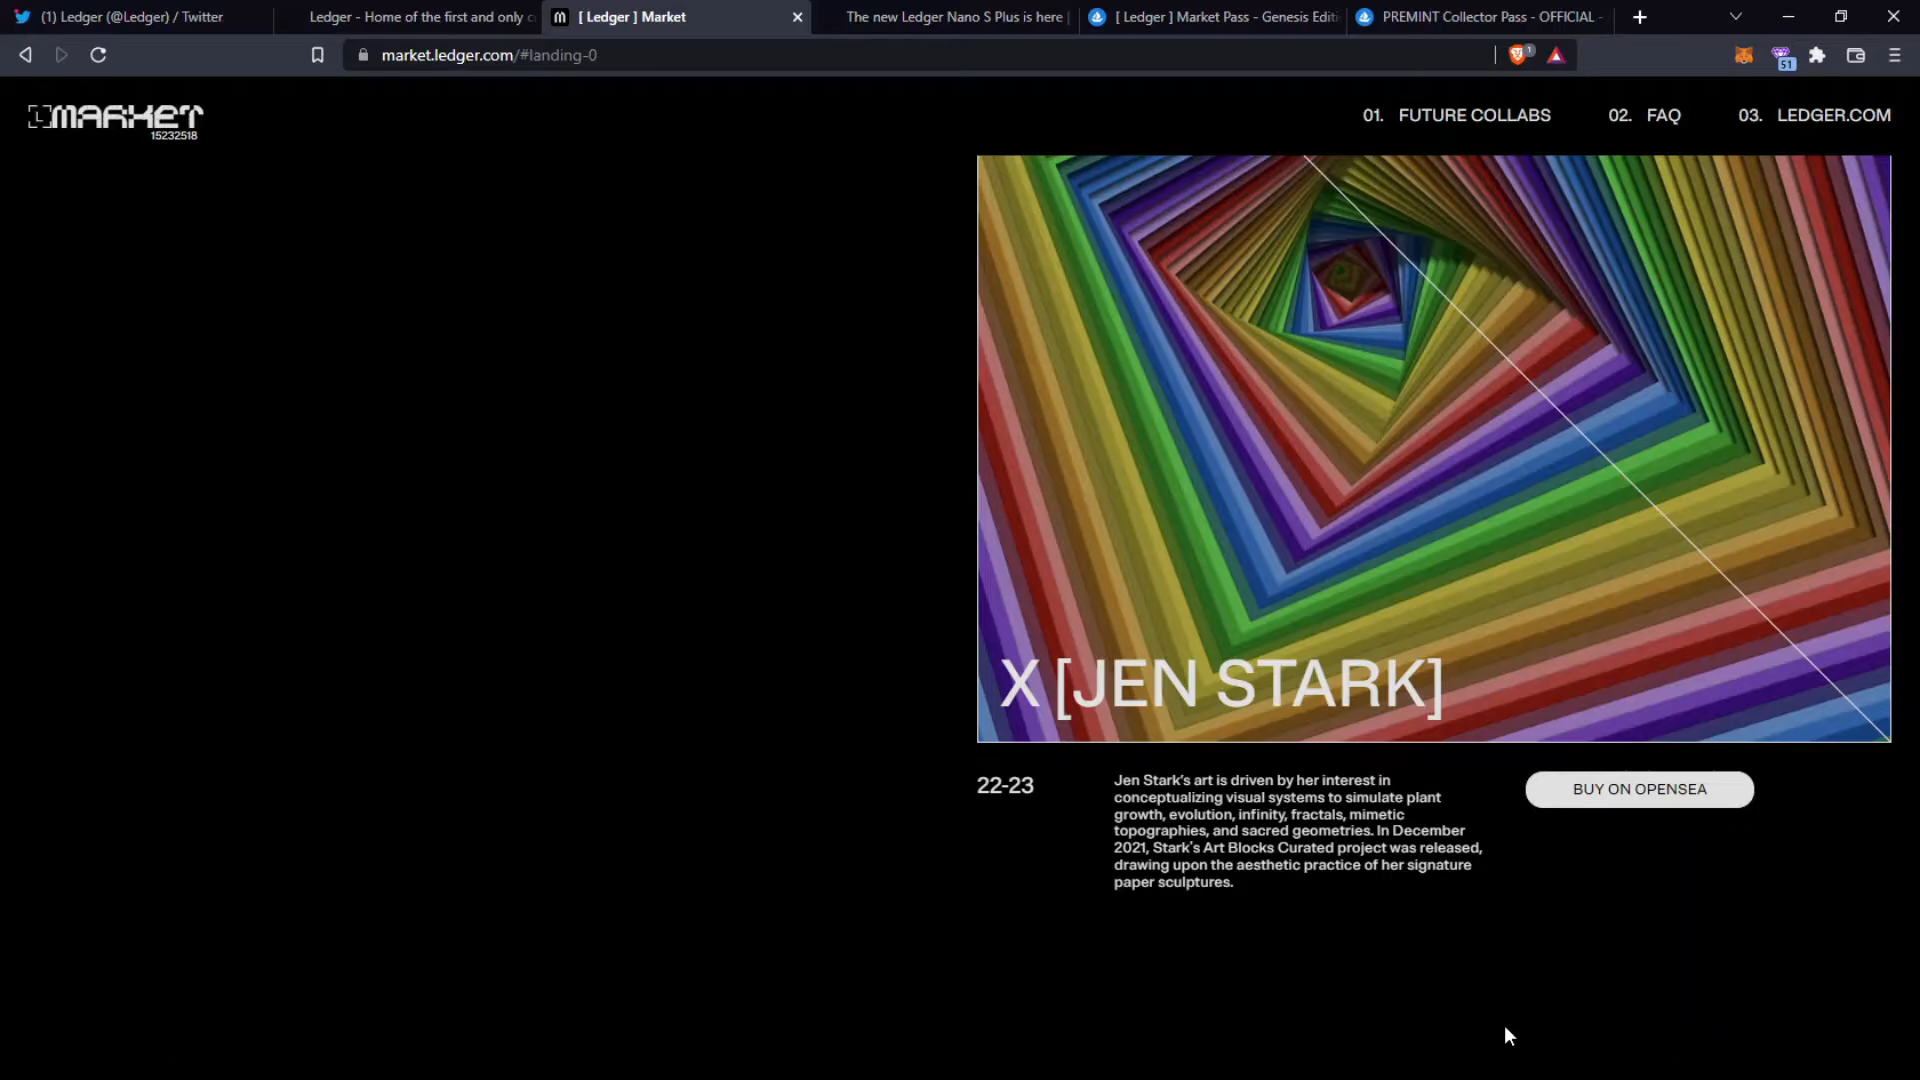 (1) Ledger (@Ledger) / Twitter
Ledger - Home of the first and only c
[ Ledger ] Market
The new Ledger Nano S Plus is here |
[ Ledger ] Market Pass - Genesis Editi
PREMINT Collector Pass - OFFICIAL -
market.ledger.com/#landing-0
1
51
[L] MARKET
15232518
01. FUTURE COLLABS
02. FAQ
03. LEDGER.COM
X [JEN STARK]
22-23
Jen Stark's art is driven by her interest in
conceptualizing visual systems to simulate plant
growth, evolution, infinity, fractals, mimetic
topographies, and sacred geometries. In December
2021, Stark's Art Blocks Curated project was released,
drawing upon the aesthetic practice of her signature
paper sculptures.
BUY ON OPENSEA